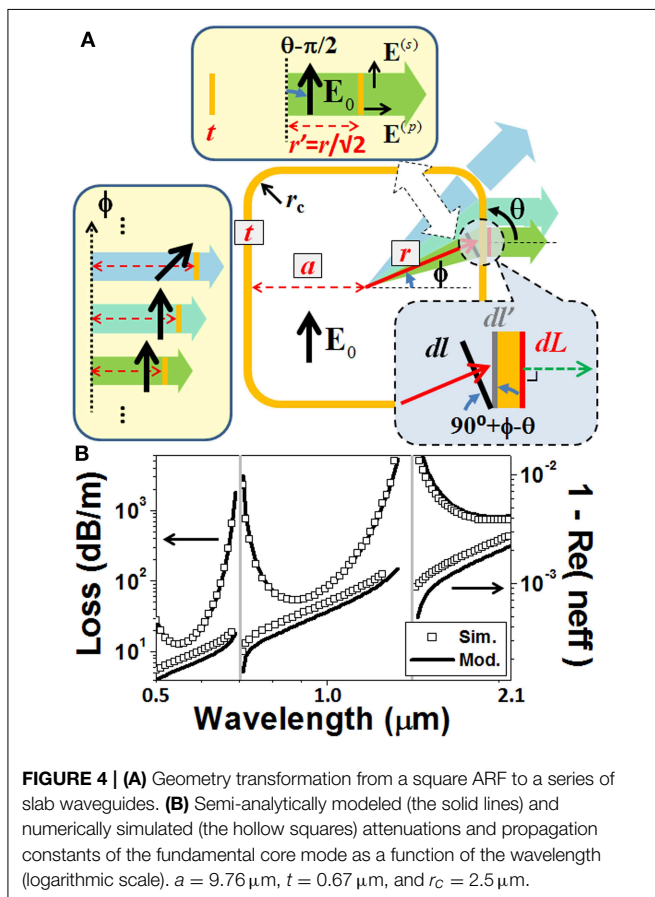 A
θ-π/2
E(s)
E0
E(p)
t
r'=r/√2
ϕ
⋮
⋮
rc
t
a
r
θ
ϕ
E0
dl'
dl
dL
90º+ϕ-θ
B
Loss (dB/m)
10³
10²
10¹
10⁻²
10⁻³
1 - Re( neff )
Sim.
Mod.
0.5
1.0
2.1
Wavelength (μm)
FIGURE 4 | (A) Geometry transformation from a square ARF to a series of
slab waveguides. (B) Semi-analytically modeled (the solid lines) and
numerically simulated (the hollow squares) attenuations and propagation
constants of the fundamental core mode as a function of the wavelength
(logarithmic scale). a = 9.76 μm, t = 0.67 μm, and rC = 2.5 μm.